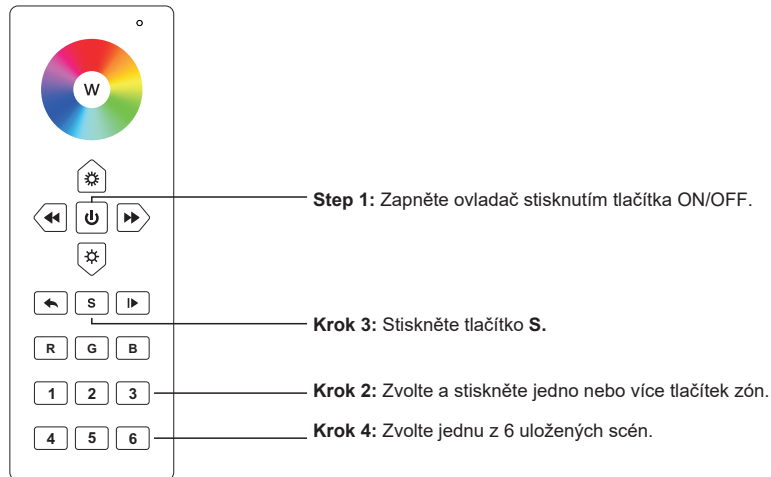 W
Step 1: Zapněte ovladač stisknutím tlačítka ON/OFF.
S
Krok 3: Stiskněte tlačítko S.
R G B
1 2 3
Krok 2: Zvolte a stiskněte jedno nebo více tlačítek zón.
4 5 6
Krok 4: Zvolte jednu z 6 uložených scén.